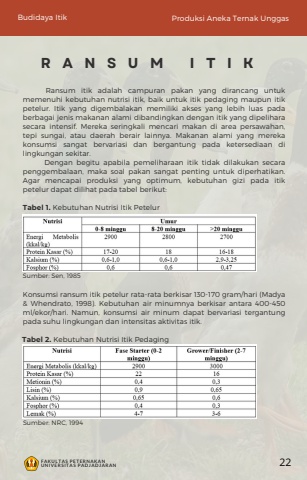 Budidaya Itik
Produksi Aneka Ternak Unggas
RANSUM ITIK
Ransum itik adalah campuran pakan yang dirancang untuk
memenuhi kebutuhan nutrisi itik, baik untuk itik pedaging maupun itik
petelur. Itik yang digembalakan memiliki akses yang lebih luas pada
berbagai jenis makanan alami dibandingkan dengan itik yang dipelihara
secara intensif. Mereka seringkali mencari makan di area persawahan,
tepi sungai, atau daerah berair lainnya. Makanan alami yang mereka
konsumsi sangat bervariasi dan bergantung pada ketersediaan di
lingkungan sekitar.
Dengan begitu apabila pemeliharaan itik tidak dilakukan secara
penggembalaan, maka soal pakan sangat penting untuk diperhatikan.
Agar mencapai produksi yang optimum, kebutuhan gizi pada itik
petelur dapat dilihat pada tabel berikut:
Tabel 1. Kebutuhan Nutrisi Itik Petelur
Nutrisi Umur
0-8 minggu 8-20 minggu >20 minggu
Energi Metabolis 2900 2800 2700
(kkal/kg)
Protein Kasar (%) 17-20 18 16-18
Kalsium (%) 0,6-1,0 0,6-1,0 2,9-3,25
Fosphor (%) 0,6 0,6 0,47
Sumber: Sen, 1985
Konsumsi ransum itik petelur rata-rata berkisar 130-170 gram/hari (Madya
& Whendrato, 1998). Kebutuhan air minumnya berkisar antara 400-450
ml/ekor/hari. Namun, konsumsi air minum dapat bervariasi tergantung
pada suhu lingkungan dan intensitas aktivitas itik.
Tabel 2. Kebutuhan Nutrisi Itik Pedaging
Nutrisi Fase Starter (0-2 Grower/Finisher (2-7
minggu) minggu)
Energi Metabolis (kkal/kg) 2900 3000
Protein Kasar (%) 22 16
Metionin (%) 0,4 0,3
Lisin (%) 0,9 0,65
Kalsium (%) 0,65 0,6
Fosphor (%) 0,4 0,3
Lemak (%) 4-7 3-6
Sumber: NRC, 1994
FAKULTAS PETERNAKAN
UNIVERSITAS PADJADJARAN
22